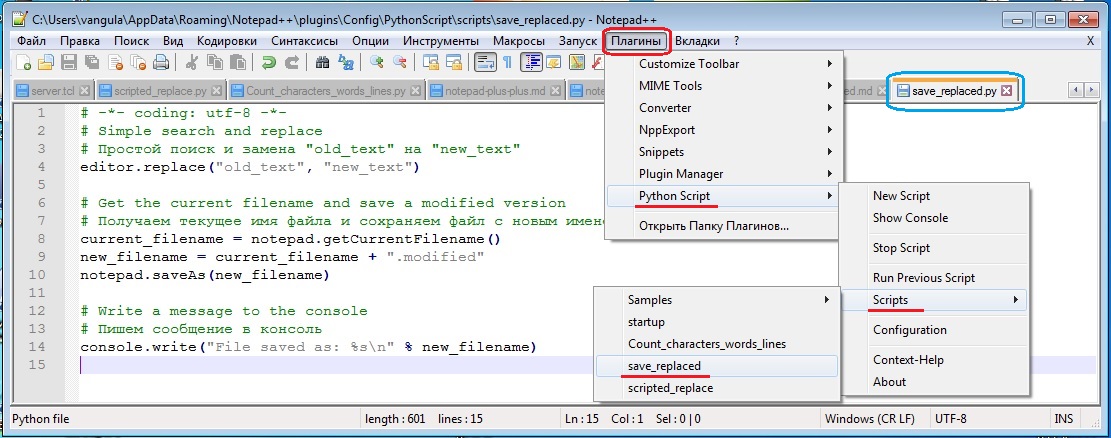 C:\Users\vangula\AppData\Roaming\Notepad++\plugins\Config\PythonScript\scripts\save_replaced.py - Notepad++
Файл Правка Поиск Вид Кодировки Синтаксисы Опции Инструменты Макросы Запуск Плагины Вкладки ? X
server.tcl scripted_replace.py Count_characters_words_lines.py notepad-plus-plus.md note d.md save_replaced.py
1 # -*- coding: utf-8 -*-
2 # Simple search and replace
3 # Простой поиск и замена "old_text" на "new_text"
4 editor.replace("old_text", "new_text")
5
6 # Get the current filename and save a modified version
7 # Получаем текущее имя файла и сохраняем файл с новым имен
8 current_filename = notepad.getCurrentFilename()
9 new_filename = current_filename + ".modified"
10 notepad.saveAs(new_filename)
11
12 # Write a message to the console
13 # Пишем сообщение в консоль
14 console.write("File saved as: %s\n" % new_filename)
15
Customize Toolbar
MIME Tools
Converter
NppExport
Snippets
Plugin Manager
Python Script
Открыть Папку Плагинов...
New Script
Show Console
Stop Script
Run Previous Script
Scripts
Configuration
Context-Help
About
Samples
startup
Count_characters_words_lines
save_replaced
scripted_replace
Python file length : 601 lines : 15 Ln : 15 Col : 1 Sel : 0 | 0 Windows (CR LF) UTF-8 INS